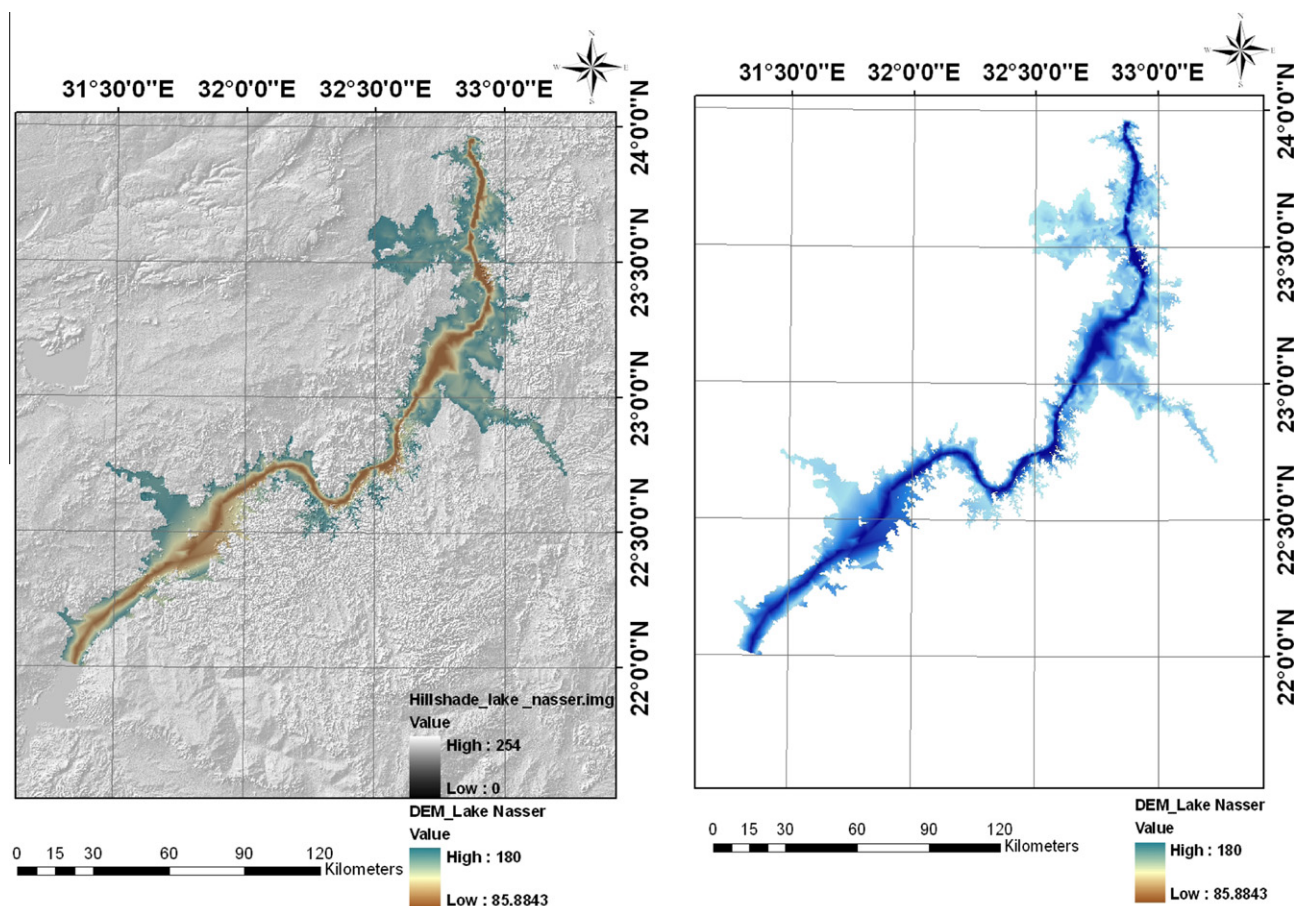 N
W E
S
31°30'0"E 32°0'0"E 32°30'0"E 33°0'0"E
24°0'0"N
23°30'0"N
23°0'0"N
22°30'0"N
22°0'0"N
Hillshade_lake _nasser.img
Value
High : 254
Low : 0
DEM_Lake Nasser
Value
High : 180
Low : 85.8843
0 15 30 60 90 120
Kilometers
N
W E
S
31°30'0"E 32°0'0"E 32°30'0"E 33°0'0"E
24°0'0"N
23°30'0"N
23°0'0"N
22°30'0"N
22°0'0"N
DEM_Lake Nasser
Value
High : 180
Low : 85.8843
0 15 30 60 90 120
Kilometers